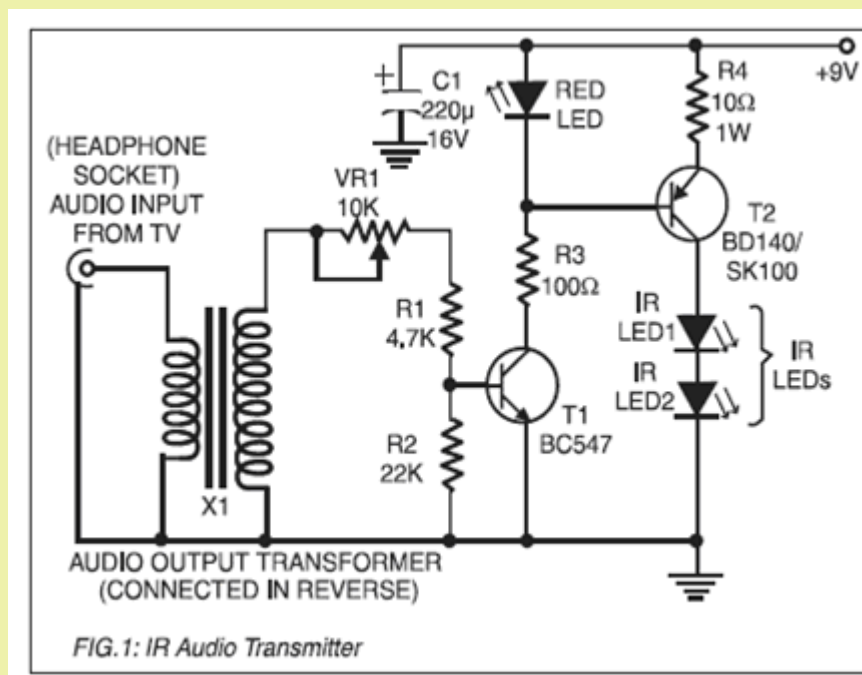 +9V
+
C1
220µ
16V
RED
LED
R4
10Ω
1W
(HEADPHONE
SOCKET)
AUDIO INPUT
FROM TV
VR1
10K
T2
BD140/
SK100
R3
100Ω
R1
4.7K
IR
LED1
IR
LED2
IR
LEDs
T1
BC547
R2
22K
X1
AUDIO OUTPUT TRANSFORMER
(CONNECTED IN REVERSE)
FIG.1: IR Audio Transmitter